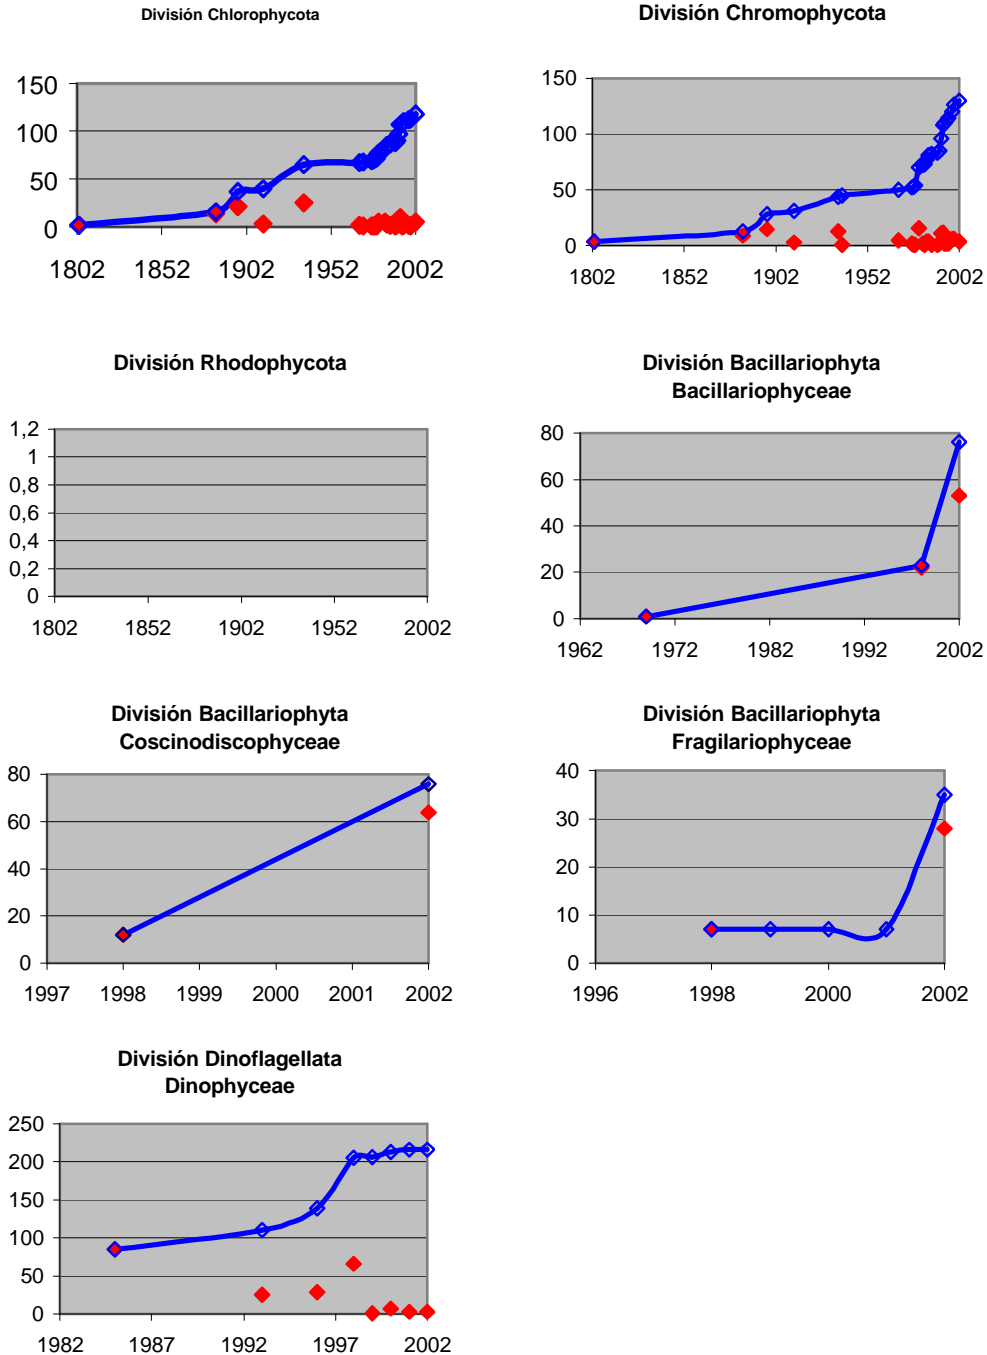 División Chlorophycota
150
100
50
0
1802 1852 1902 1952 2002
División Chromophycota
150
100
50
0
1802 1852 1902 1952 2002
División Rhodophycota
1,2
1
0,8
0,6
0,4
0,2
0
1802 1852 1902 1952 2002
División Bacillariophyta
Bacillariophyceae
80
60
40
20
0
1962 1972 1982 1992 2002
División Bacillariophyta
Coscinodiscophyceae
80
60
40
20
0
1997 1998 1999 2000 2001 2002
División Bacillariophyta
Fragilariophyceae
40
30
20
10
0
1996 1998 2000 2002
División Dinoflagellata
Dinophyceae
250
200
150
100
50
0
1982 1987 1992 1997 2002